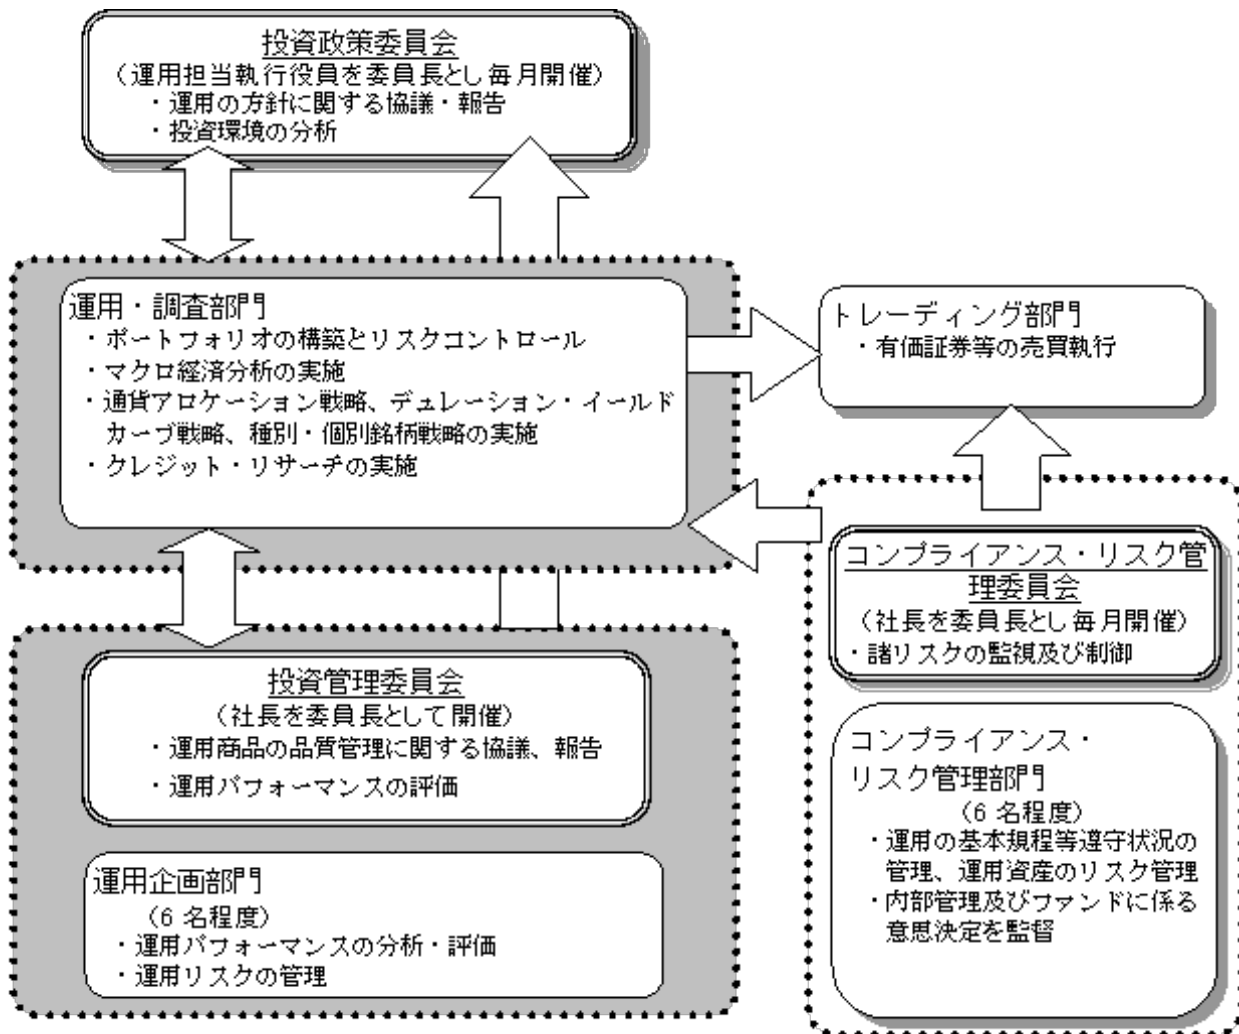 投資政策委員会
(運用担当執行役員を委員長とし毎月開催)
・運用の方針に関する協議・報告
・投資環境の分析
運用・調査部門
・ポートフォリオの構築とリスクコントロール
・マクロ経済分析の実施
・通貨アロケーション戦略、デュレーション・イールド
カーブ戦略、種別・個別銘柄戦略の実施
・クレジット・リサーチの実施
トレーディング部門
・有価証券等の売買執行
投資管理委員会
(社長を委員長として開催)
・運用商品の品質管理に関する協議、報告
・運用パフォーマンスの評価
運用企画部門
(6 名程度)
・運用パフォーマンスの分析・評価
・運用リスクの管理
コンプライアンス・リスク管
理委員会
(社長を委員長とし毎月開催)
・諸リスクの監視及び制御
コンプライアンス・
リスク管理部門
(6 名程度)
・運用の基本規程等遵守状況の
管理、運用資産のリスク管理
・内部管理及びファンドに係る
意思決定を監督